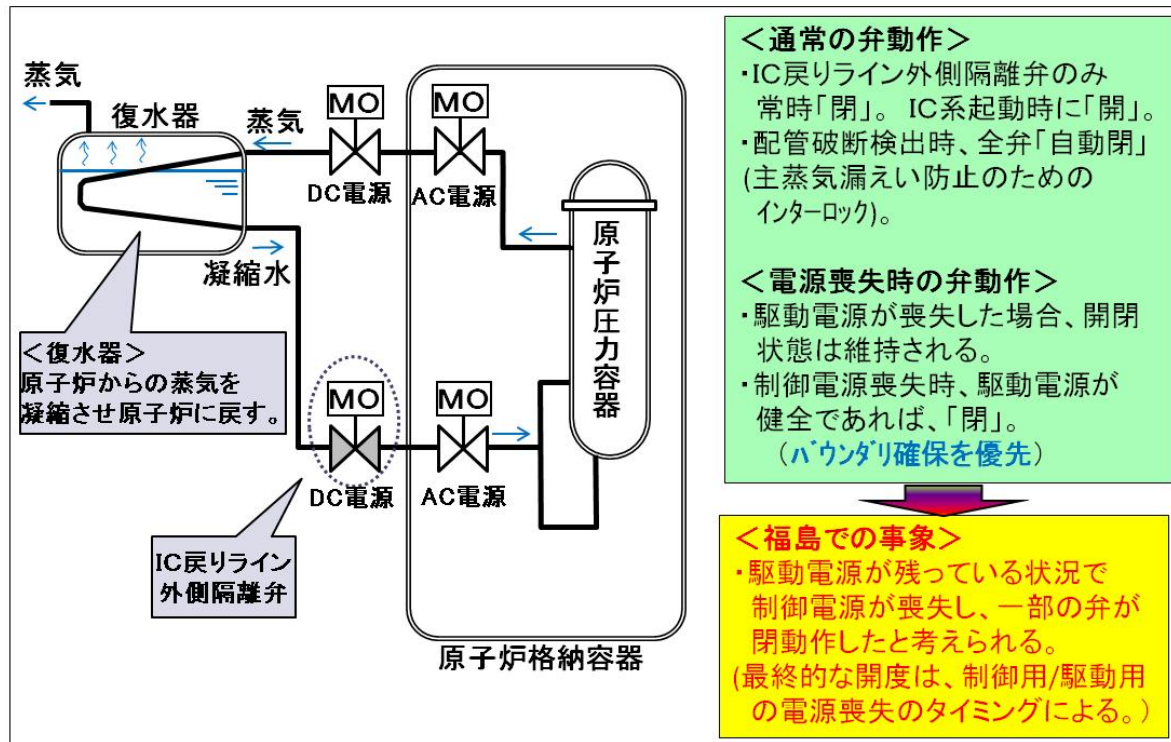 蒸気
復水器
蒸気
MO
MO
DC電源
AC電源
凝縮水
＜復水器＞
原子炉からの蒸気を
凝縮させ原子炉に戻す。
MO
MO
DC電源
AC電源
IC戻りライン
外側隔離弁
原子炉圧力容器
原子炉格納容器
＜通常の弁動作＞
・IC戻りライン外側隔離弁のみ
常時「閉」。 IC系起動時に「開」。
・配管破断検出時、全弁「自動閉」
(主蒸気漏えい防止のための
ｲﾝﾀｰﾛｯｸ)。
＜電源喪失時の弁動作＞
・駆動電源が喪失した場合、開閉
状態は維持される。
・制御電源喪失時、駆動電源が
健全であれば、「閉」。
（ﾊﾞｳﾝﾀﾞﾘ確保を優先）
＜福島での事象＞
・駆動電源が残っている状況で
制御電源が喪失し、一部の弁が
閉動作したと考えられる。
(最終的な開度は、制御用/駆動用
の電源喪失のタイミングによる。）